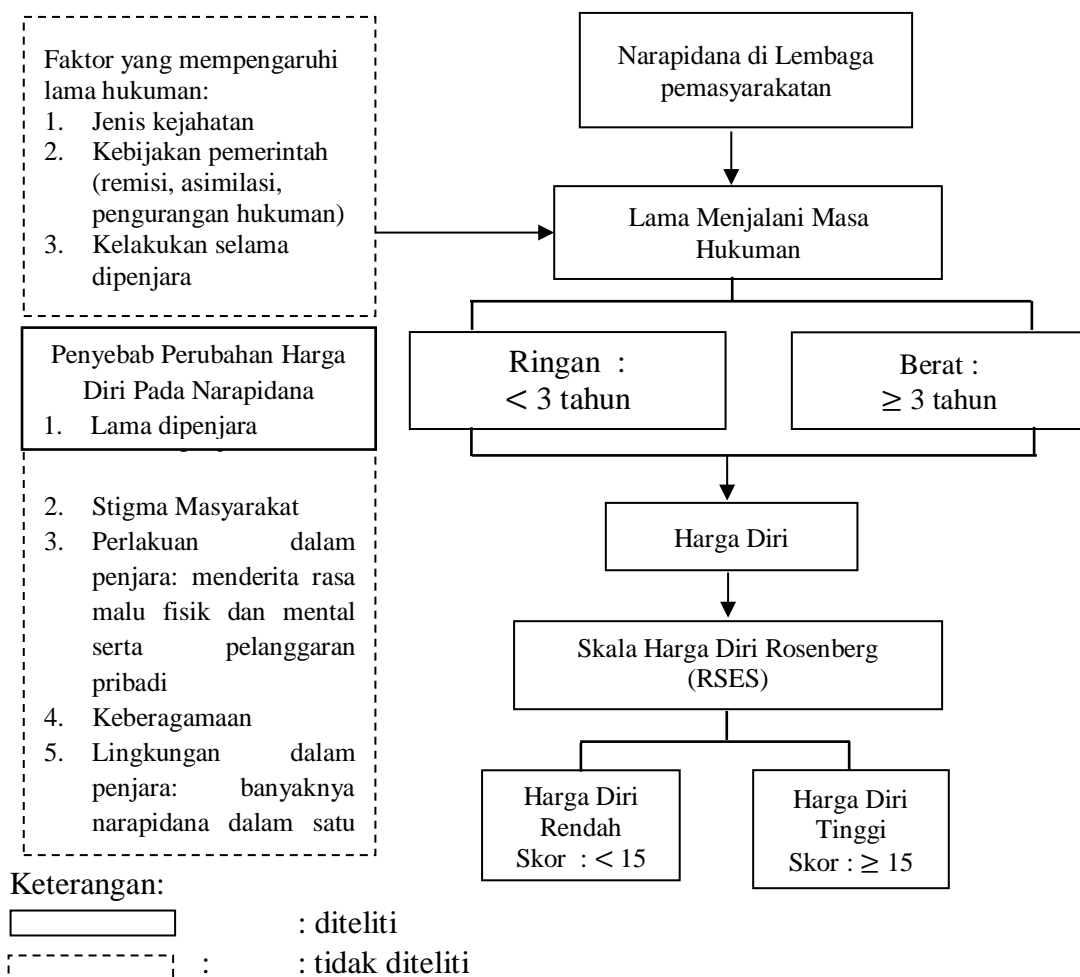 Faktor yang mempengaruhi
lama hukuman:
1. Jenis kejahatan
2. Kebijakan pemerintah
(remisi, asimilasi,
pengurangan hukuman)
3. Kelakukan selama
dipenjara
Penyebab Perubahan Harga
Diri Pada Narapidana
1. Lama dipenjara
2. Stigma Masyarakat
3. Perlakuan dalam
penjara: menderita rasa
malu fisik dan mental
serta pelanggaran
pribadi
4. Keberagamaan
5. Lingkungan dalam
penjara: banyaknya
narapidana dalam satu
Narapidana di Lembaga
pemasyarakatan
Lama Menjalani Masa
Hukuman
Ringan :
< 3 tahun
Berat :
≥ 3 tahun
Harga Diri
Skala Harga Diri Rosenberg
(RSES)
Harga Diri
Rendah
Skor : < 15
Harga Diri
Tinggi
Skor : ≥ 15
Keterangan:
: diteliti
: : tidak diteliti